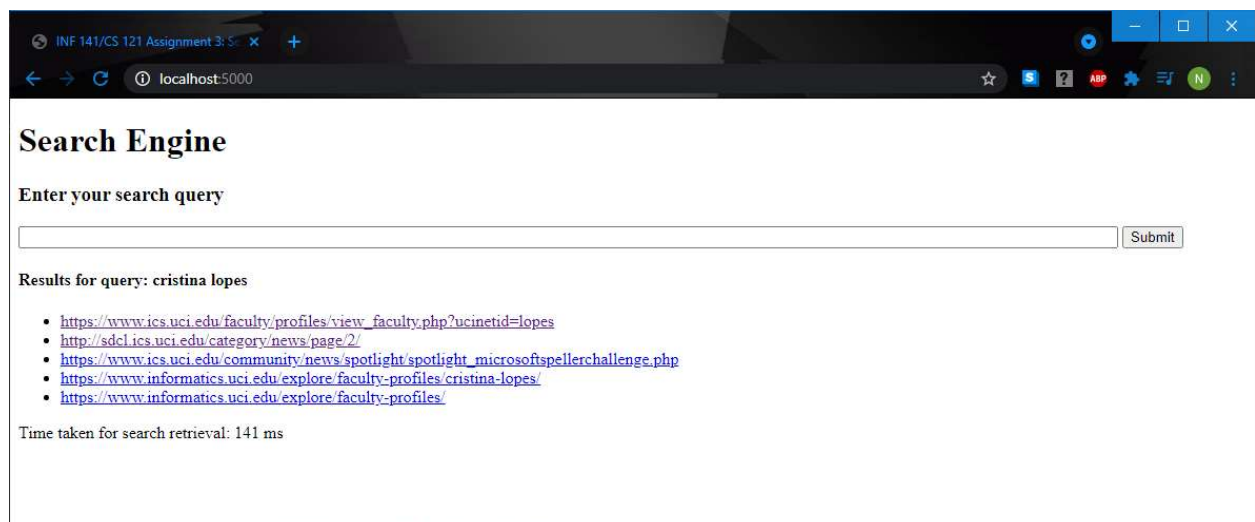 INF 141/CS 121 Assignment 3: Se
localhost:5000
S ? ABP N
Search Engine
Enter your search query
Submit
Results for query: cristina lopes
https://www.ics.uci.edu/faculty/profiles/view_faculty.php?ucinetid=lopes
http://sdcl.ics.uci.edu/category/news/page/2/
https://www.ics.uci.edu/community/news/spotlight/spotlight_microsoftspellerchallenge.php
https://www.informatics.uci.edu/explore/faculty-profiles/cristina-lopes/
https://www.informatics.uci.edu/explore/faculty-profiles/
Time taken for search retrieval: 141 ms